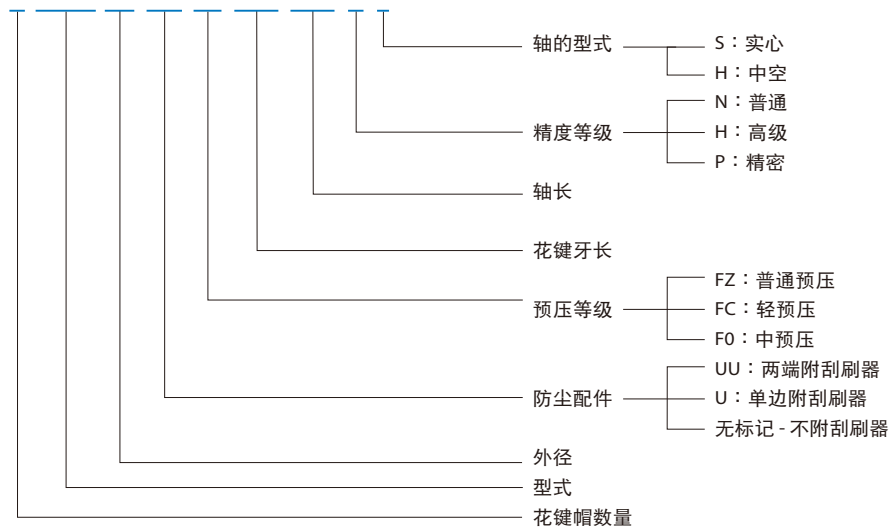 轴的型式
S：实心
H：中空
精度等级
N：普通
H：高级
P：精密
轴长
花键牙长
预压等级
FZ：普通预压
FC：轻预压
F0：中预压
防尘配件
UU：两端附刮刷器
U：单边附刮刷器
无标记 - 不附刮刷器
外径
型式
花键帽数量